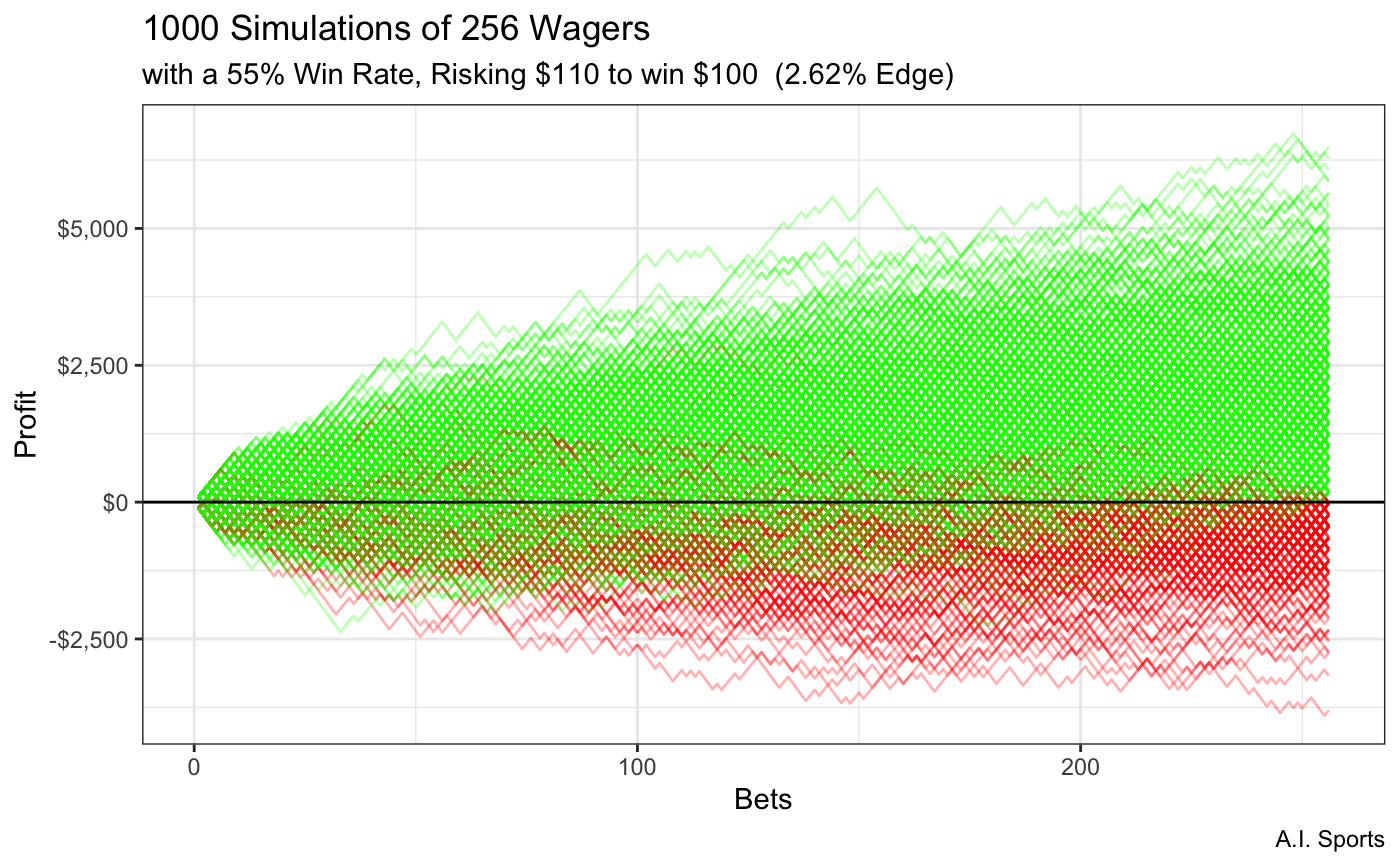 1000 Simulations of 256 Wagers
with a 55% Win Rate, Risking $110 to win $100  (2.62% Edge)
$5,000
$2,500
$0
-$2,500
Profit
0 100 200
Bets
A.I. Sports